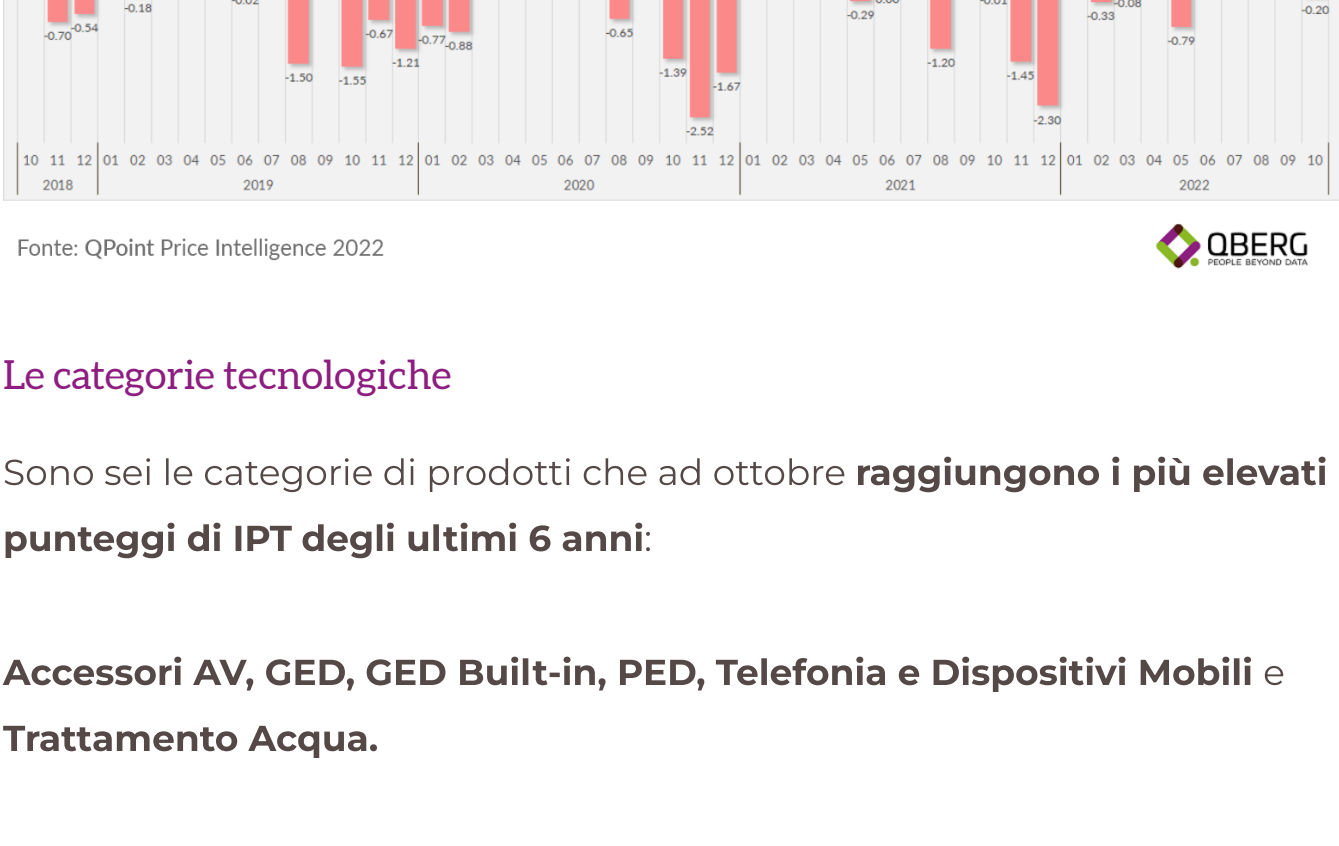 -0.02
-0.00
-0.01
-0.08
-0.18
-0.54
-0.29
-0.33
-0.20
-0.70
-0.67
-0.77
-0.88
-0.65
-0.79
-1.50
-1.55
-1.21
-1.39
-1.67
-1.20
-1.45
-2.52
-2.30
10 11 12 01 02 03 04 05 06 07 08 09 10 11 12 01 02 03 04 05 06 07 08 09 10 11 12 01 02 03 04 05 06 07 08 09 10 11 12 01 02 03 04 05 06 07 08 09 10
2018 2019 2020 2021 2022
Fonte: QPoint Price Intelligence 2022
QBERG
PEOPLE BEYOND DATA
Le categorie tecnologiche
Sono sei le categorie di prodotti che ad ottobre raggiungono i più elevati
punteggi di IPT degli ultimi 6 anni:
Accessori AV, GED, GED Built-in, PED, Telefonia e Dispositivi Mobili e
Trattamento Acqua.